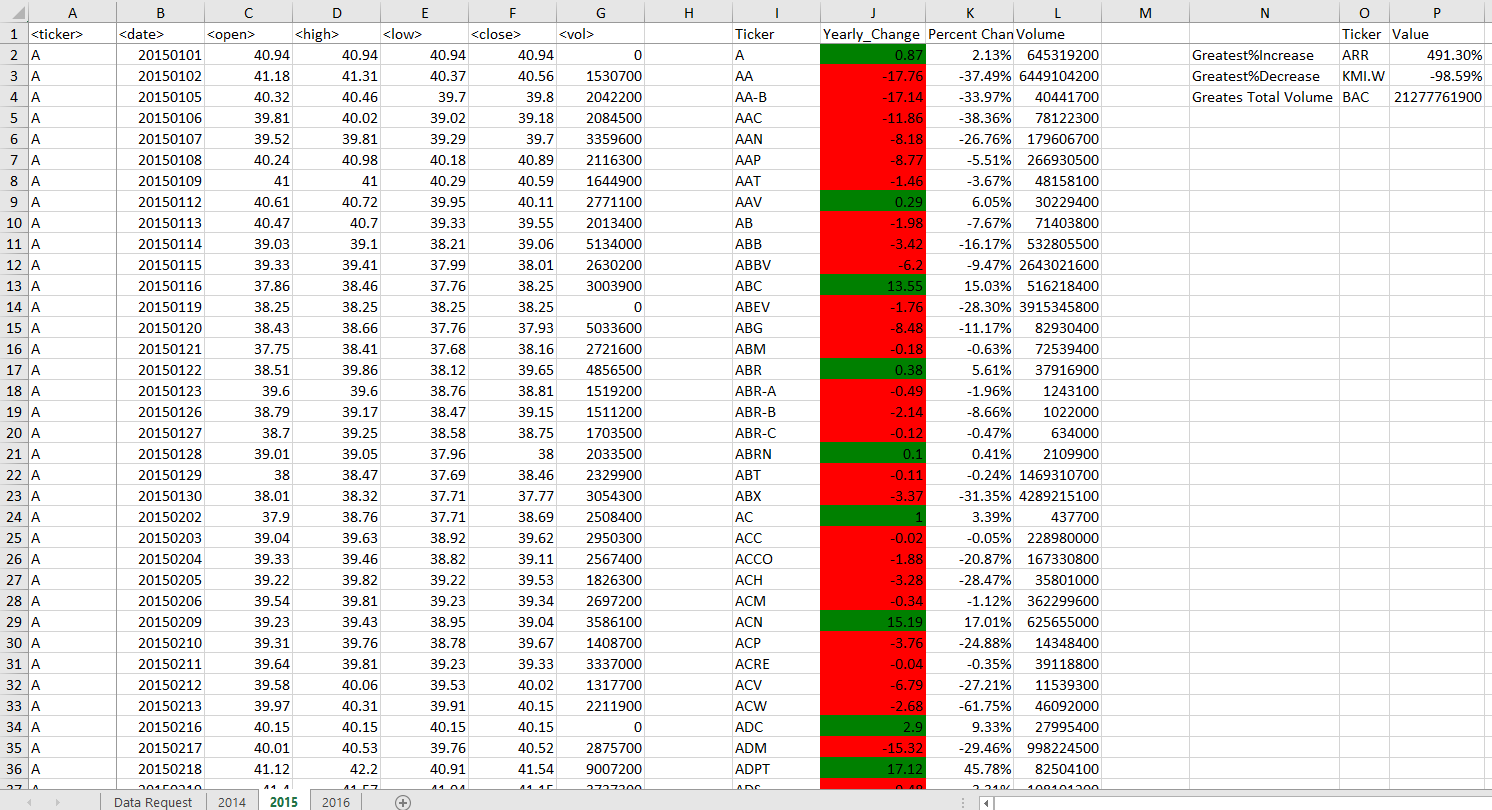 A B C D E F G H I J K L M N O P
1 <ticker> <date> <open> <high> <low> <close> <vol> Ticker Yearly_Change Percent Chan Volume Ticker Value
2 A 20150101 40.94 40.94 40.94 40.94 0 A 0.87 2.13% 645319200 Greatest%Increase ARR 491.30%
3 A 20150102 41.18 41.31 40.37 40.56 1530700 AA -17.76 -37.49% 6449104200 Greatest%Decrease KMI.W -98.59%
4 A 20150105 40.32 40.46 39.7 39.8 2042200 AA-B -17.14 -33.97% 40441700 Greates Total Volume BAC 21277761900
5 A 20150106 39.81 40.02 39.02 39.18 2084500 AAC -11.86 -38.36% 78122300
6 A 20150107 39.52 39.81 39.29 39.7 3359600 AAN -8.18 -26.76% 179606700
7 A 20150108 40.24 40.98 40.18 40.89 2116300 AAP -8.77 -5.51% 266930500
8 A 20150109 41 41 40.29 40.59 1644900 AAT -1.46 -3.67% 48158100
9 A 20150112 40.61 40.72 39.95 40.11 2771100 AAV 0.29 6.05% 30229400
10 A 20150113 40.47 40.7 39.33 39.55 2013400 AB -1.98 -7.67% 71403800
11 A 20150114 39.03 39.1 38.21 39.06 5134000 ABB -3.42 -16.17% 532805500
12 A 20150115 39.33 39.41 37.99 38.01 2630200 ABBV -6.2 -9.47% 2643021600
13 A 20150116 37.86 38.46 37.76 38.25 3003900 ABC 13.55 15.03% 516218400
14 A 20150119 38.25 38.25 38.25 38.25 0 ABEV -1.76 -28.30% 3915345800
15 A 20150120 38.43 38.66 37.76 37.93 5033600 ABG -8.48 -11.17% 82930400
16 A 20150121 37.75 38.41 37.68 38.16 2721600 ABM -0.18 -0.63% 72539400
17 A 20150122 38.51 39.86 38.12 39.65 4856500 ABR 0.38 5.61% 37916900
18 A 20150123 39.6 39.6 38.76 38.81 1519200 ABR-A -0.49 -1.96% 1243100
19 A 20150126 38.79 39.17 38.47 39.15 1511200 ABR-B -2.14 -8.66% 1022000
20 A 20150127 38.7 39.25 38.58 38.75 1703500 ABR-C -0.12 -0.47% 634000
21 A 20150128 39.01 39.05 37.96 38 2033500 ABRN 0.1 0.41% 2109900
22 A 20150129 38 38.47 37.69 38.46 2329900 ABT -0.11 -0.24% 1469310700
23 A 20150130 38.01 38.32 37.71 37.77 3054300 ABX -3.37 -31.35% 4289215100
24 A 20150202 37.9 38.76 37.71 38.69 2508400 AC 1 3.39% 437700
25 A 20150203 39.04 39.63 38.92 39.62 2950300 ACC -0.02 -0.05% 228980000
26 A 20150204 39.33 39.46 38.82 39.11 2567400 ACCO -1.88 -20.87% 167330800
27 A 20150205 39.22 39.82 39.22 39.53 1826300 ACH -3.28 -28.47% 35801000
28 A 20150206 39.54 39.81 39.23 39.34 2697200 ACM -0.34 -1.12% 362299600
29 A 20150209 39.23 39.43 38.95 39.04 3586100 ACN 15.19 17.01% 625655000
30 A 20150210 39.31 39.76 38.78 39.67 1408700 ACP -3.76 -24.88% 14348400
31 A 20150211 39.64 39.81 39.23 39.33 3337000 ACRE -0.04 -0.35% 39118800
32 A 20150212 39.58 40.06 39.53 40.02 1317700 ACV -6.79 -27.21% 11539300
33 A 20150213 39.97 40.31 39.91 40.15 2211900 ACW -2.68 -61.75% 46092000
34 A 20150216 40.15 40.15 40.15 40.15 0 ADC 2.9 9.33% 27995400
35 A 20150217 40.01 40.53 39.76 40.52 2875700 ADM -15.32 -29.46% 998224500
36 A 20150218 41.12 42.2 40.91 41.54 9007200 ADPT 17.12 45.78% 82504100
Data Request 2014 2015 2016